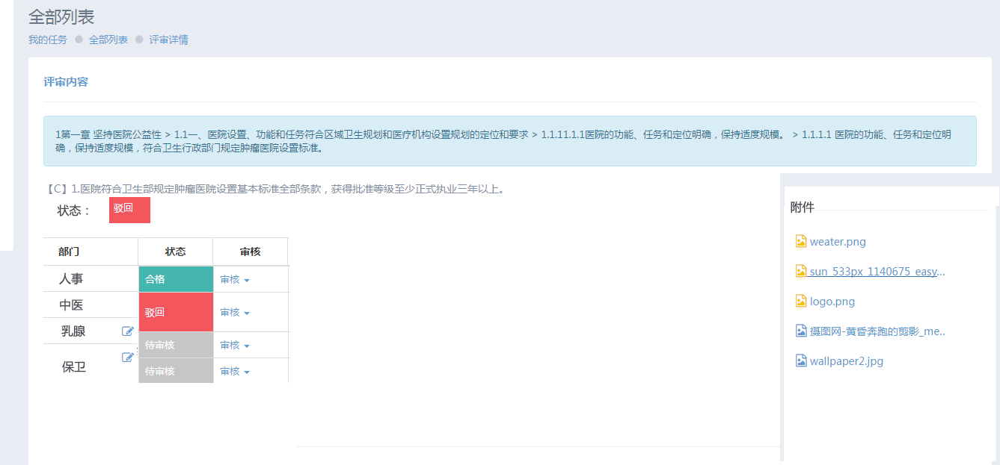 全部列表
我的任务 全部列表 评审详情
评审内容
1第一章 坚持医院公益性 > 1.1一、医院设置、功能和任务符合区域卫生规划和医疗机构设置规划的定位和要求 > 1.1.11.1.1医院的功能、任务和定位明确，保持适度规模。 > 1.1.1.1 医院的功能、任务和定位明
确，保持适度规模，符合卫生行政部门规定肿瘤医院设置标准。
【C】1.医院符合卫生部规定肿瘤医院设置基本标准全部条款，获得批准等级至少正式执业三年以上。
状态： 驳回
部门 状态 审核
人事 合格 审核
中医 驳回 审核
乳腺 待审核 审核
保卫 待审核 审核
附件
weater.png
sun_533px_1140675_easy...
logo.png
摄图网-黄昏奔跑的剪影_me..
wallpaper2.jpg